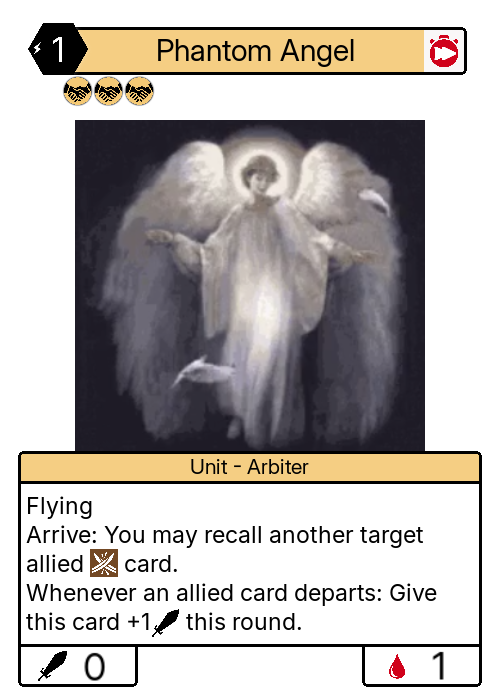 1
Phantom Angel
Unit - Arbiter
Flying
Arrive: You may recall another target
allied card.
Whenever an allied card departs: Give
this card +1 this round.
0
1